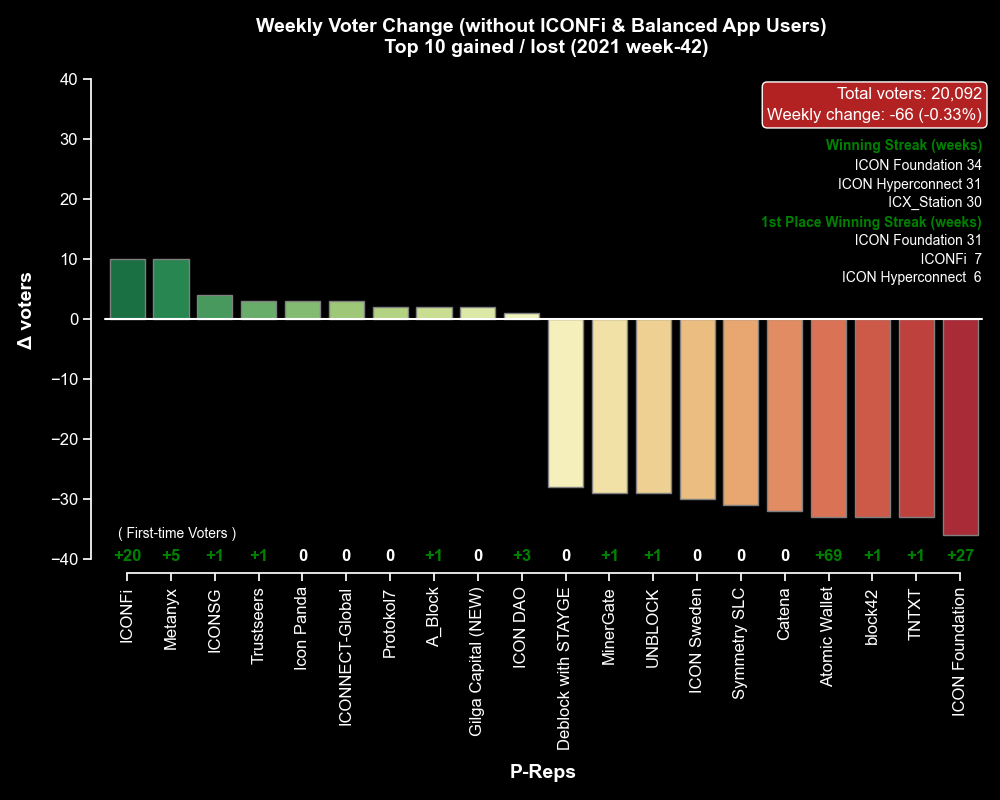 Weekly Voter Change (without ICONFi & Balanced App Users)
Top 10 gained / lost (2021 week-42)
Total voters: 20,092
Weekly change: -66 (-0.33%)
Winning Streak (weeks)
ICON Foundation 34
ICON Hyperconnect 31
ICX_Station 30
1st Place Winning Streak (weeks)
ICON Foundation 31
ICONFi 7
ICON Hyperconnect 6
Δ voters
40
30
20
10
0
−10
−20
−30
−40
( First-time Voters )
+20 +5 +1 +1 0 0 0 +1 0 +3 0 +1 +1 0 0 0 +69 +1 +1 +27
ICONFi
Metanyx
ICONSG
Trustseers
Icon Panda
ICONNECT-Global
Protokol7
A_Block
Gilga Capital (NEW)
ICON DAO
Deblock with STAYGE
MinerGate
UNBLOCK
ICON Sweden
Symmetry SLC
Catena
Atomic Wallet
block42
TNTXT
ICON Foundation
P-Reps